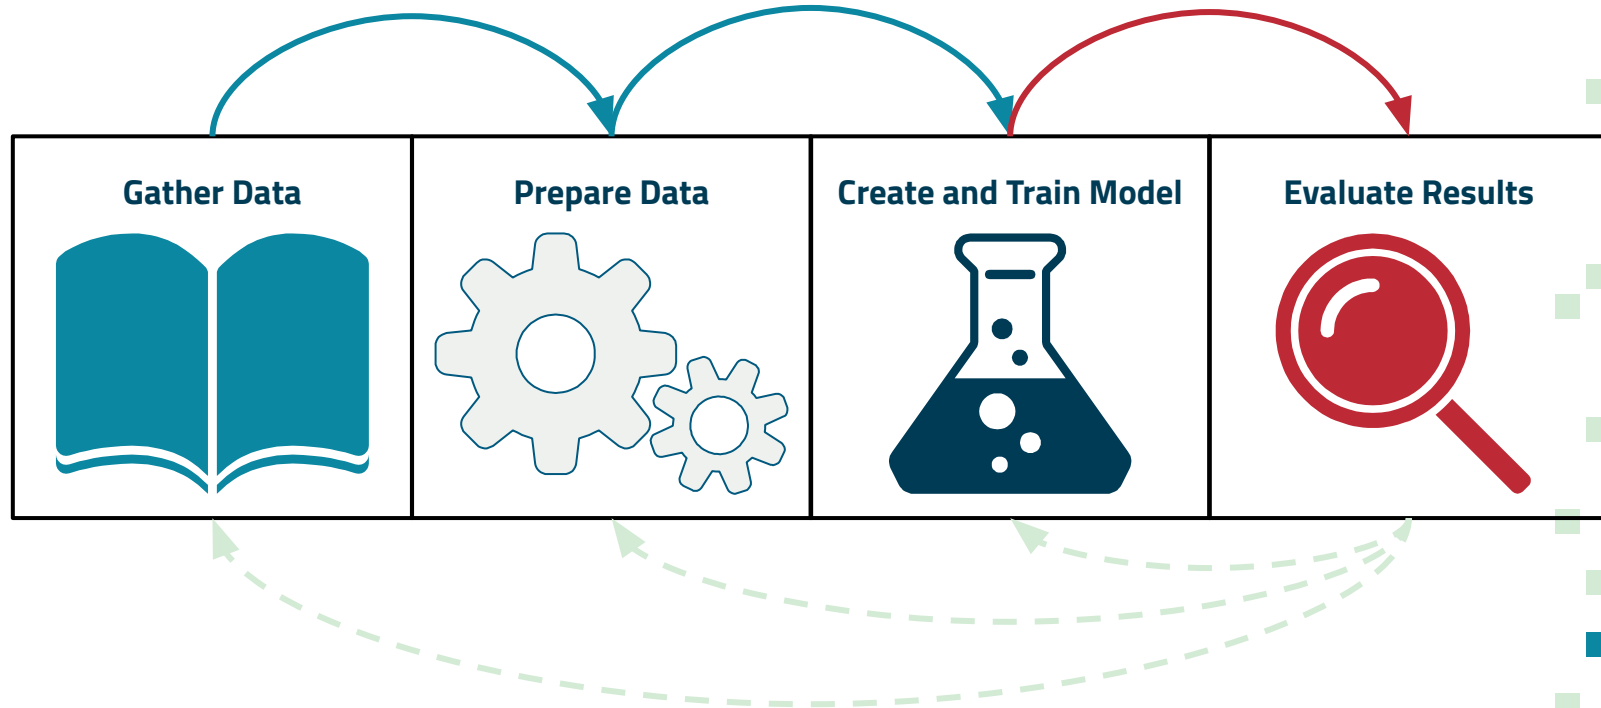 Gather Data
Prepare Data
Create and Train Model
Evaluate Results